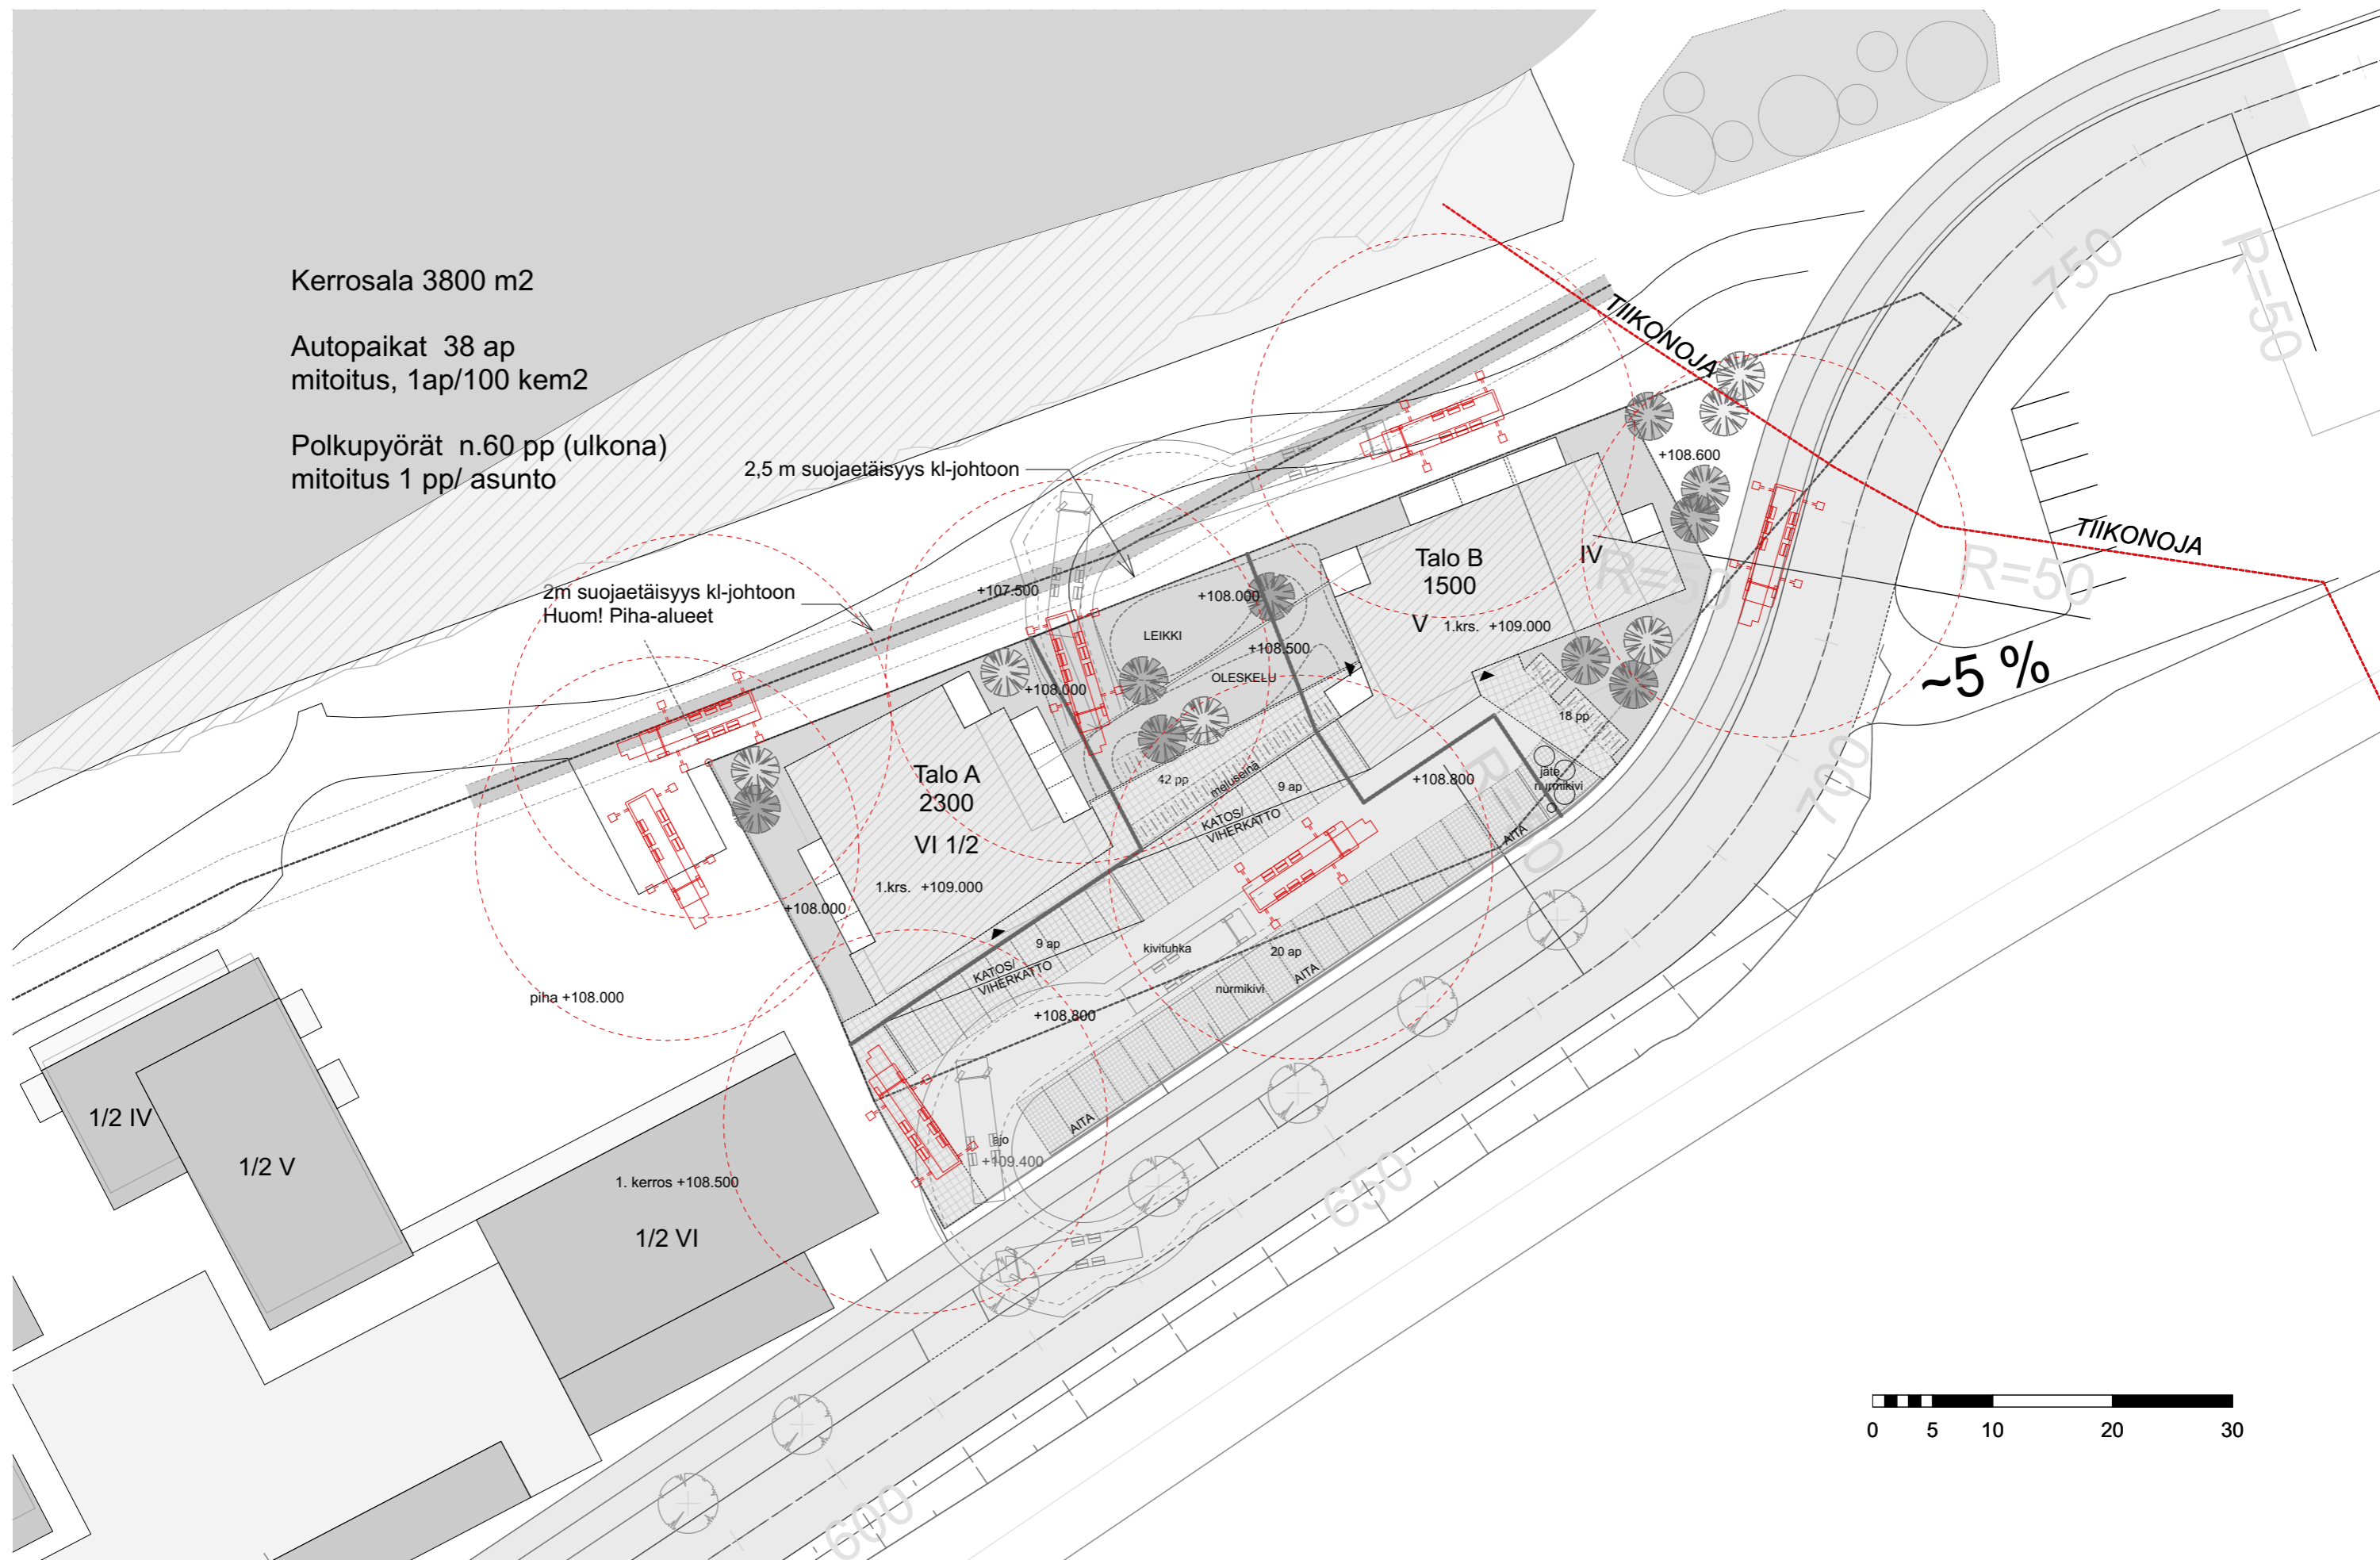 Kerrosala 3800 m2
Autopaikat 38 ap
mitoitus, 1ap/100 kem2
Polkupyörät n.60 pp (ulkona)
mitoitus 1 pp/ asunto
2,5 m suojaetäisyys kl-johtoon
2m suojaetäisyys kl-johtoon
Huom! Piha-alueet
TIIKONOJA
TIIKONOJA
750
R=50
R=50
R=50
~5 %
700
+108.600
+107.500
+108.000
LEIKKI
+108.500
OLESKELU
+108.000
Talo B
1500
IV
V 1.krs. +109.000
18 pp
jäte
nurmikivi
+108.800
42 pp
meluseinä
9 ap
KATOS/
VIHERKATTO
AITA
Talo A
2300
VI 1/2
1.krs. +109.000
+108.000
9 ap
KATOS/
VIHERKATTO
kivituhka
20 ap
AITA
nurmikivi
+108.800
AITA
ajo
+109.400
piha +108.000
1/2 IV
1/2 V
1. kerros +108.500
1/2 VI
650
600
0 5 10 20 30